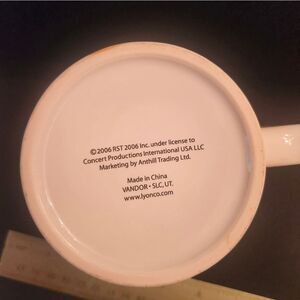 ©2006 RST 2006 Inc. under license to
Concert Productions International USA LLC
Marketing by Anthill Trading Ltd.
Made in China
VANDOR • SLC, UT.
www.lyonco.com